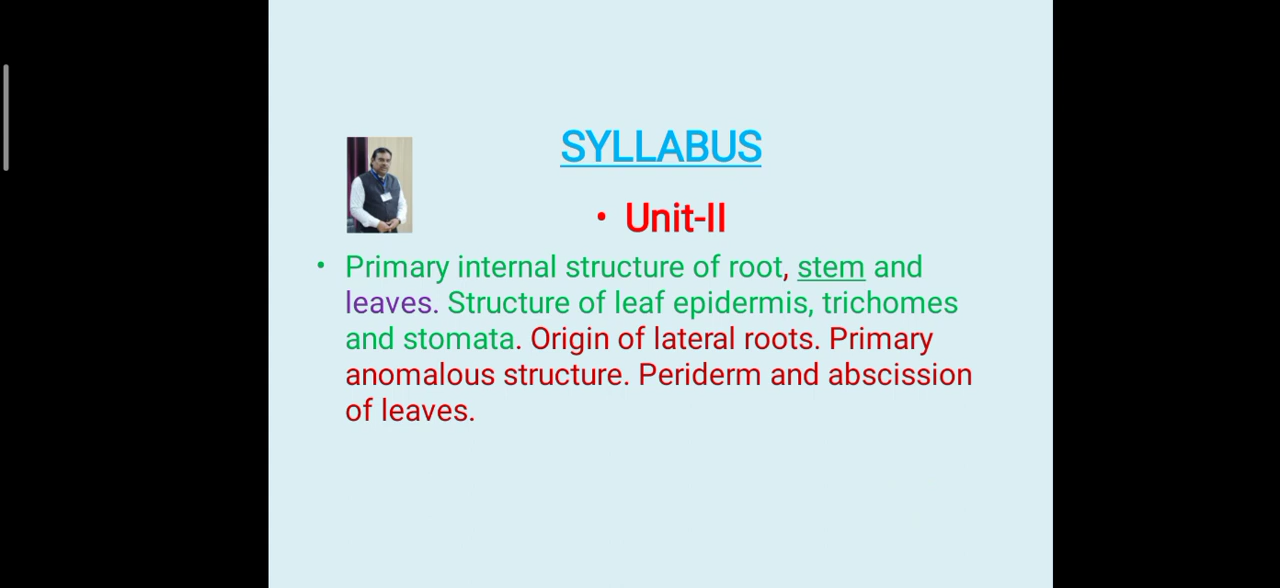 SYLLABUS
• Unit-II
• Primary internal structure of root, stem and
leaves. Structure of leaf epidermis, trichomes
and stomata. Origin of lateral roots. Primary
anomalous structure. Periderm and abscission
of leaves.